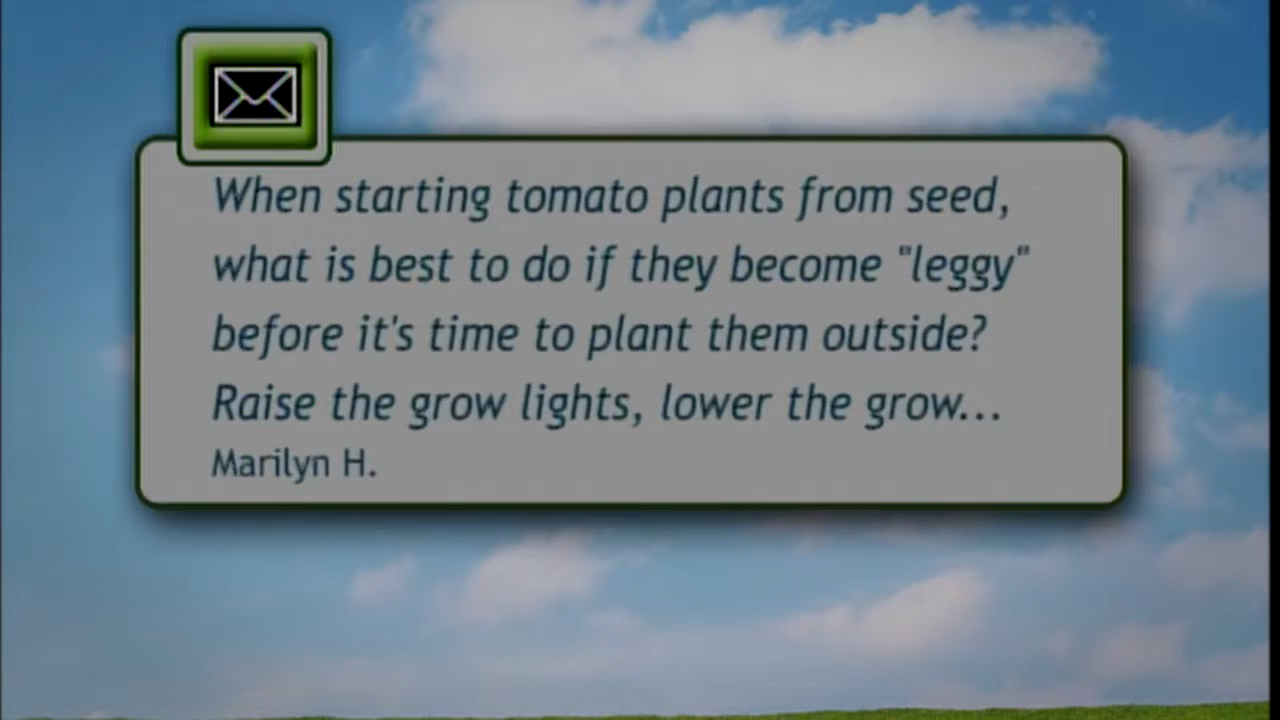 When starting tomato plants from seed,
what is best to do if they become "leggy"
before it's time to plant them outside?
Raise the grow lights, lower the grow...
Marilyn H.